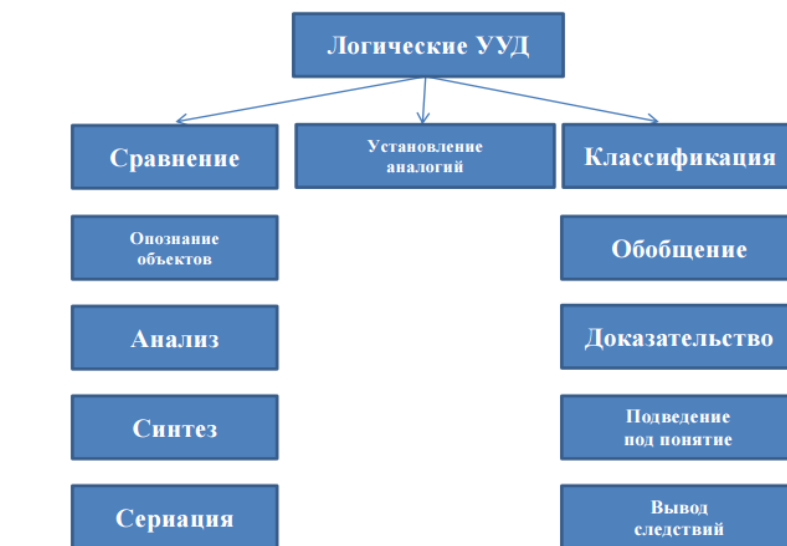 Логические УУД
Сравнение
Установление
аналогий
Классификация
Опознание
объектов
Обобщение
Анализ
Доказательство
Синтез
Подведение
под понятие
Сериация
Вывод
следствий